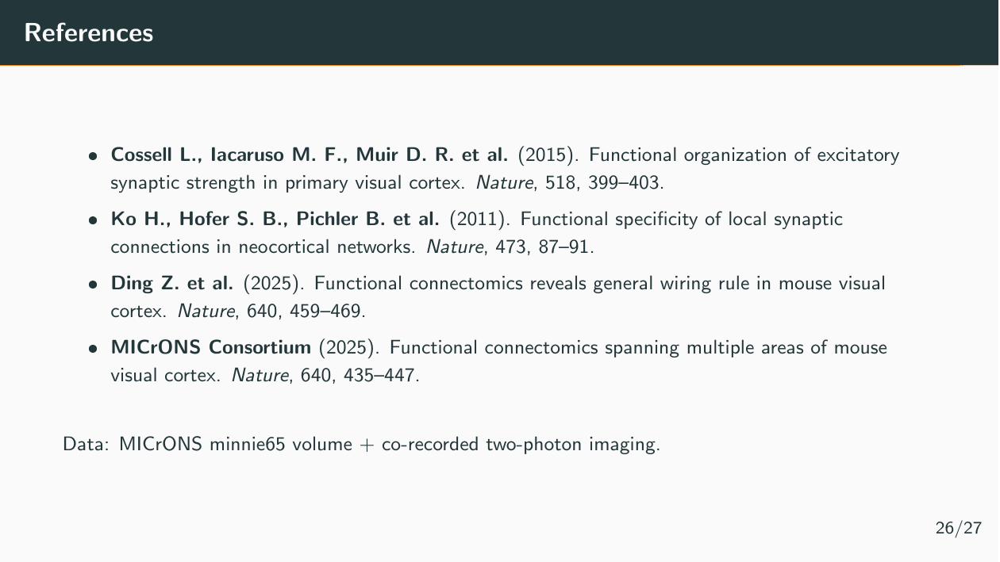 References
• Cossell L., Iacaruso M. F., Muir D. R. et al. (2015). Functional organization of excitatory
synaptic strength in primary visual cortex. Nature, 518, 399–403.
• Ko H., Hofer S. B., Pichler B. et al. (2011). Functional specificity of local synaptic
connections in neocortical networks. Nature, 473, 87–91.
• Ding Z. et al. (2025). Functional connectomics reveals general wiring rule in mouse visual
cortex. Nature, 640, 459–469.
• MICrONS Consortium (2025). Functional connectomics spanning multiple areas of mouse
visual cortex. Nature, 640, 435–447.
Data: MICrONS minnie65 volume + co-recorded two-photon imaging.
26/27